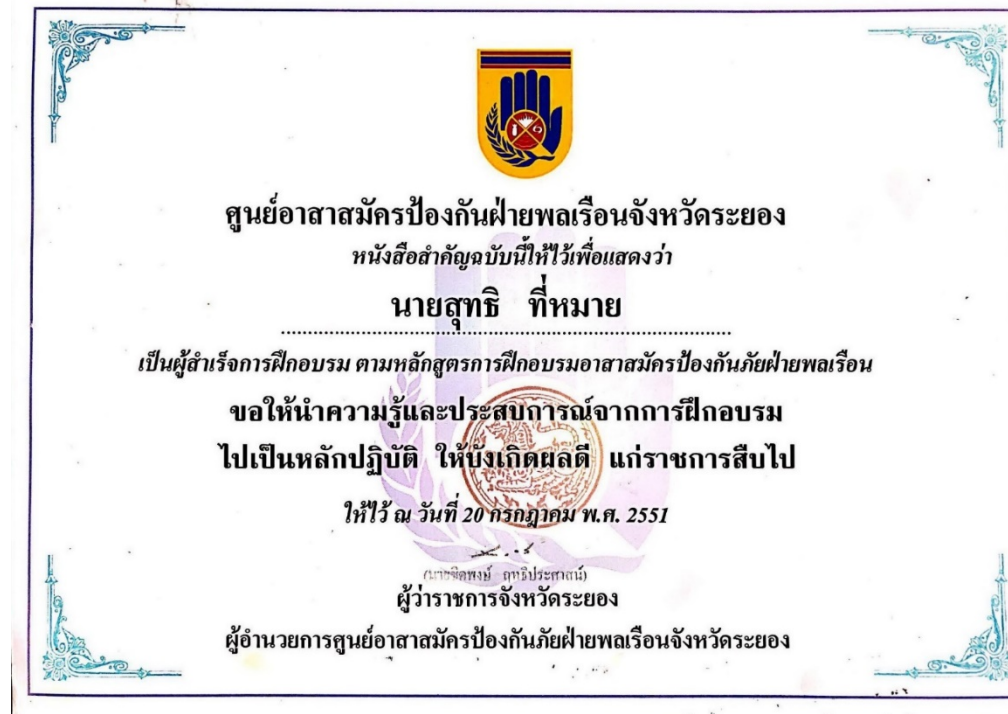 ศูนย์อาสาสมัครป้องกันฝ่ายพลเรือนจังหวัดระยอง
หนังสือสำคัญฉบับนี้ให้ไว้เพื่อแสดงว่า
นายสุทธิ ที่หมาย
เป็นผู้สำเร็จการฝึกอบรม ตามหลักสูตรการฝึกอบรมอาสาสมัครป้องกันภัยฝ่ายพลเรือน
ขอให้นำความรู้และประสบการณ์จากการฝึกอบรม
ไปเป็นหลักปฏิบัติ ให้บังเกิดผลดี แก่ราชการสืบไป
ให้ไว้ ณ วันที่ 20 กรกฎาคม พ.ศ. 2551
ผู้ว่าราชการจังหวัดระยอง
ผู้อำนวยการศูนย์อาสาสมัครป้องกันภัยฝ่ายพลเรือนจังหวัดระยอง